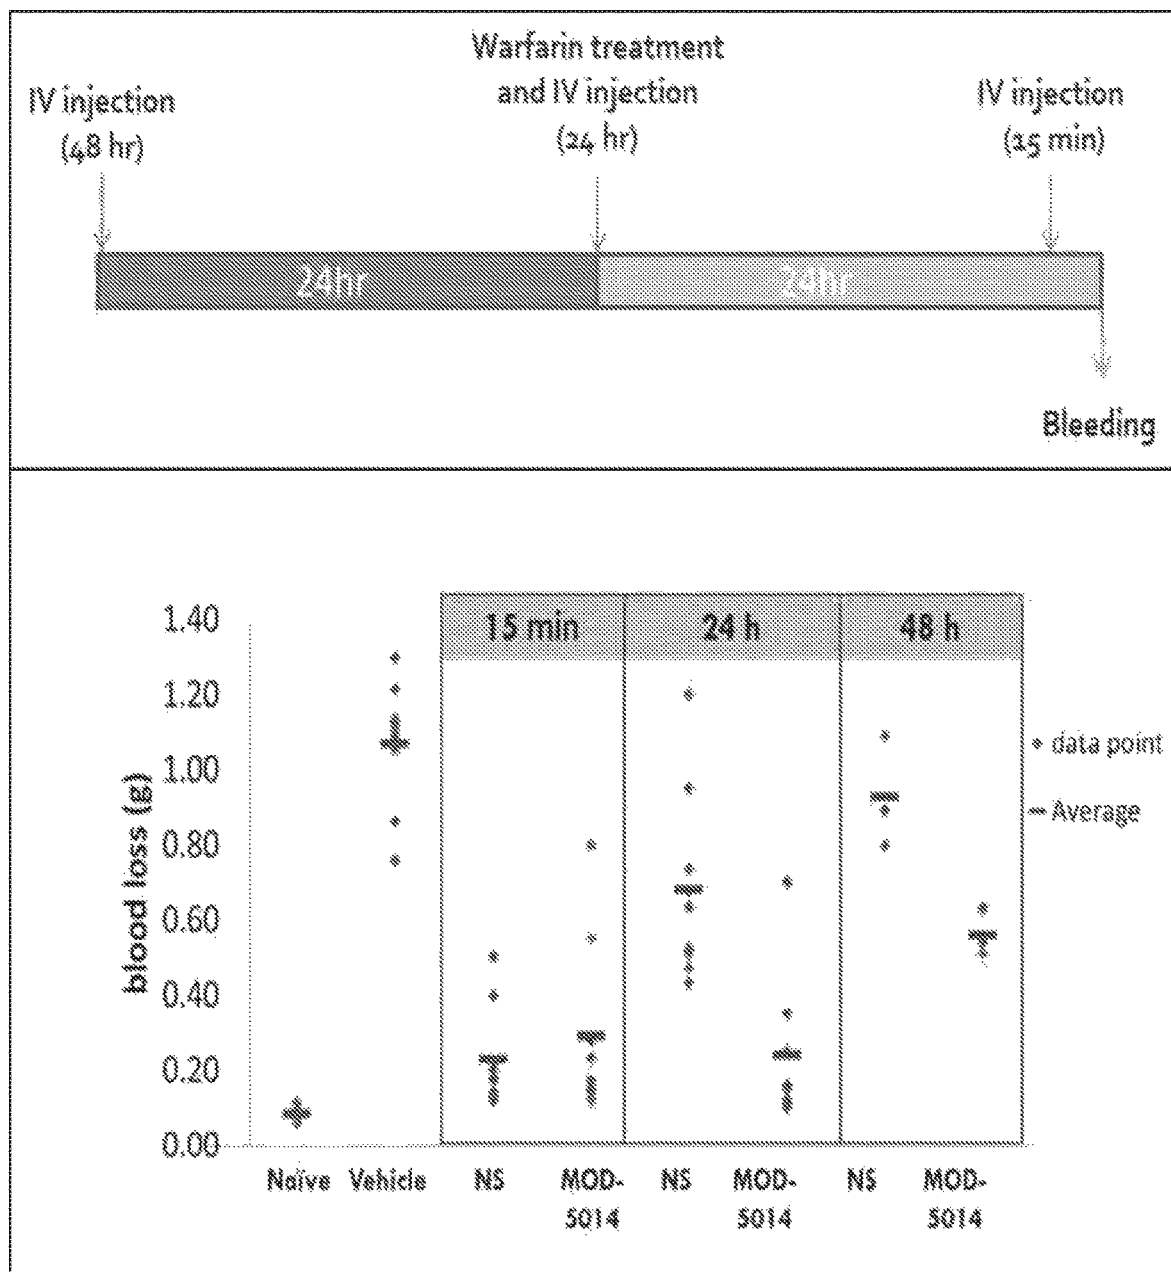 Warfarin treatment
and IV injection
(24 hr)
IV injection
(48 hr)
IV injection
(15 min)
24hr
24hr
Bleeding
15 min
24 h
48 h
blood loss (g)
1.40
1.20
1.00
0.80
0.60
0.40
0.20
0.00
data point
Average
Naïve
Vehicle
NS
MOD-
5014
NS
MOD-
5014
NS
MOD-
5014